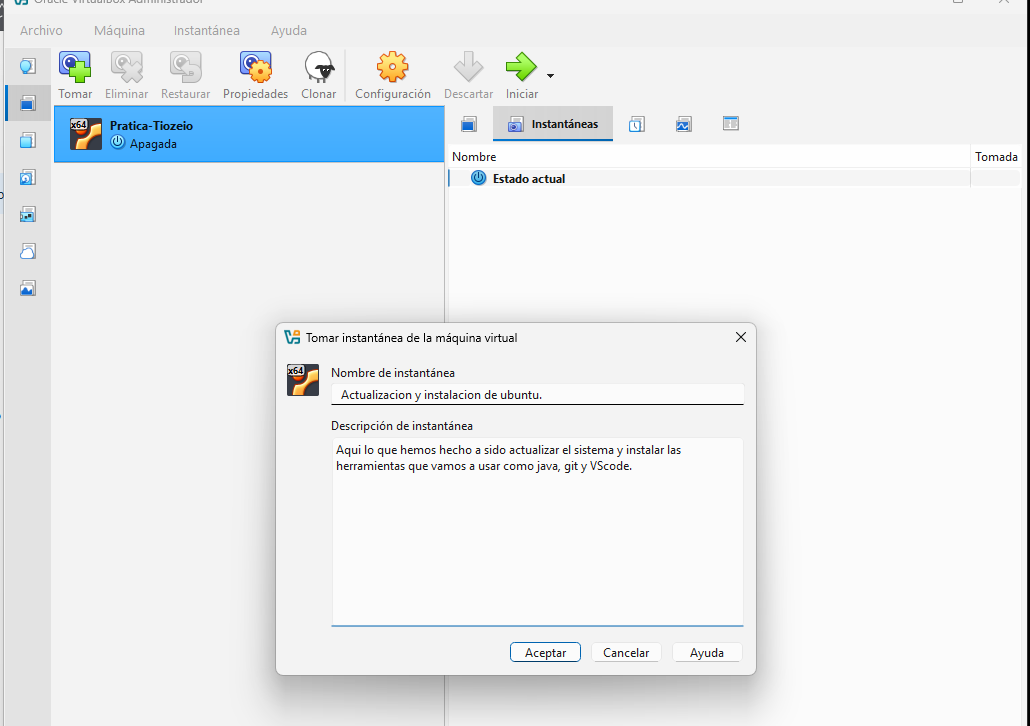 Oracle VirtualBox Administrador
Archivo Máquina Instantánea Ayuda
Tomar Eliminar Restaurar Propiedades Clonar Configuración Descartar Iniciar
x64
Pratica-Tiozeio
Apagada
Instantáneas
Nombre Tomada
Estado actual
Tomar instantánea de la máquina virtual
x64
Nombre de instantánea
Actualizacion y instalacion de ubuntu.
Descripción de instantánea
Aqui lo que hemos hecho a sido actualizar el sistema y instalar las
herramientas que vamos a usar como java, git y VScode.
Aceptar Cancelar Ayuda